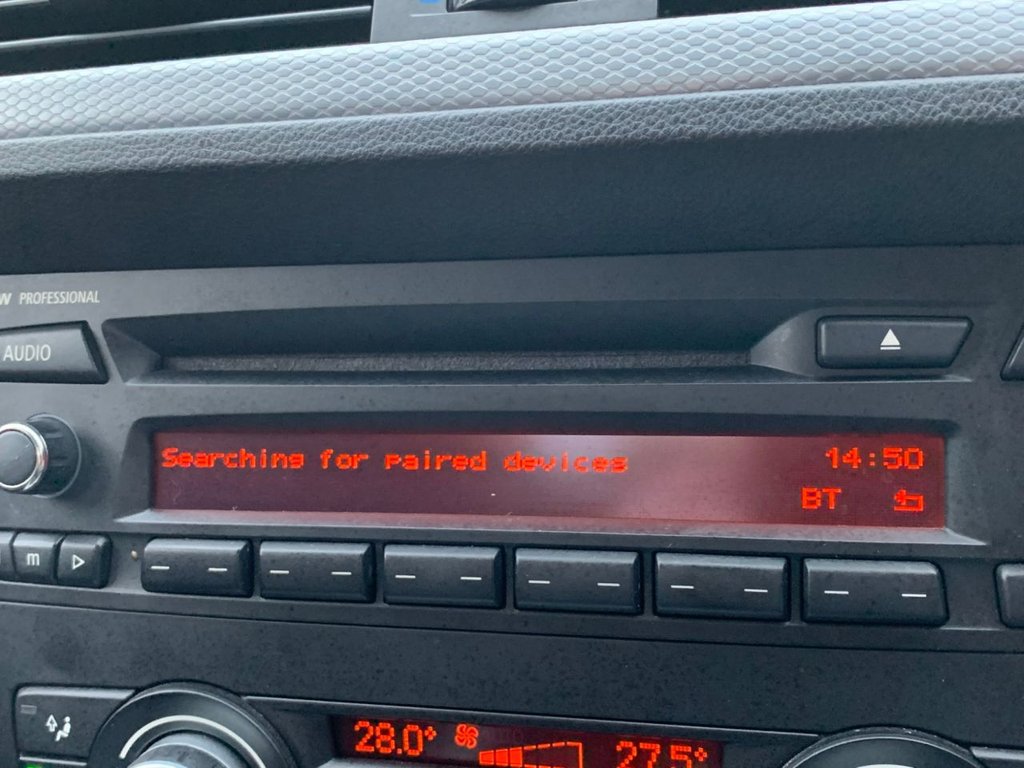 W PROFESSIONAL
AUDIO
Searching for paired devices 14:50
BT
m
28.0° 27.5°